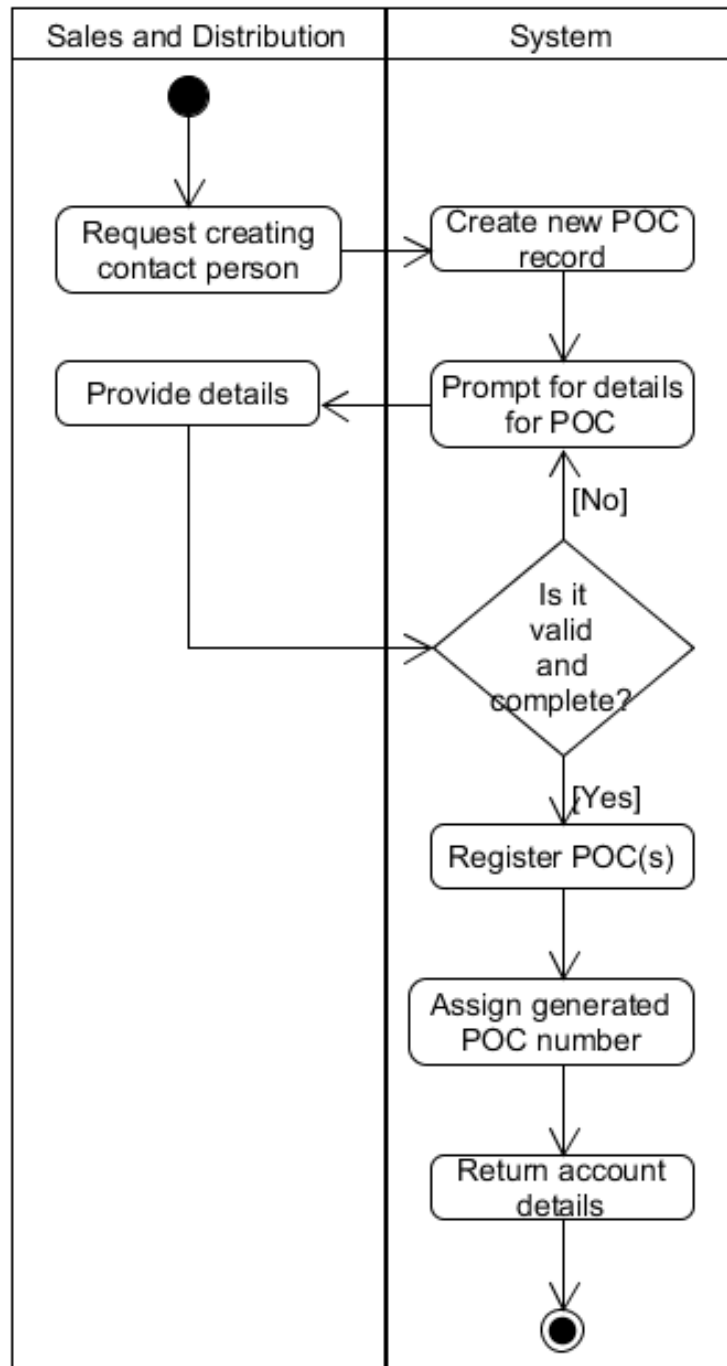 Sales and Distribution
System
Request creating
contact person
Create new POC
record
Provide details
Prompt for details
for POC
[No]
Is it
valid
and
complete?
[Yes]
Register POC(s)
Assign generated
POC number
Return account
details